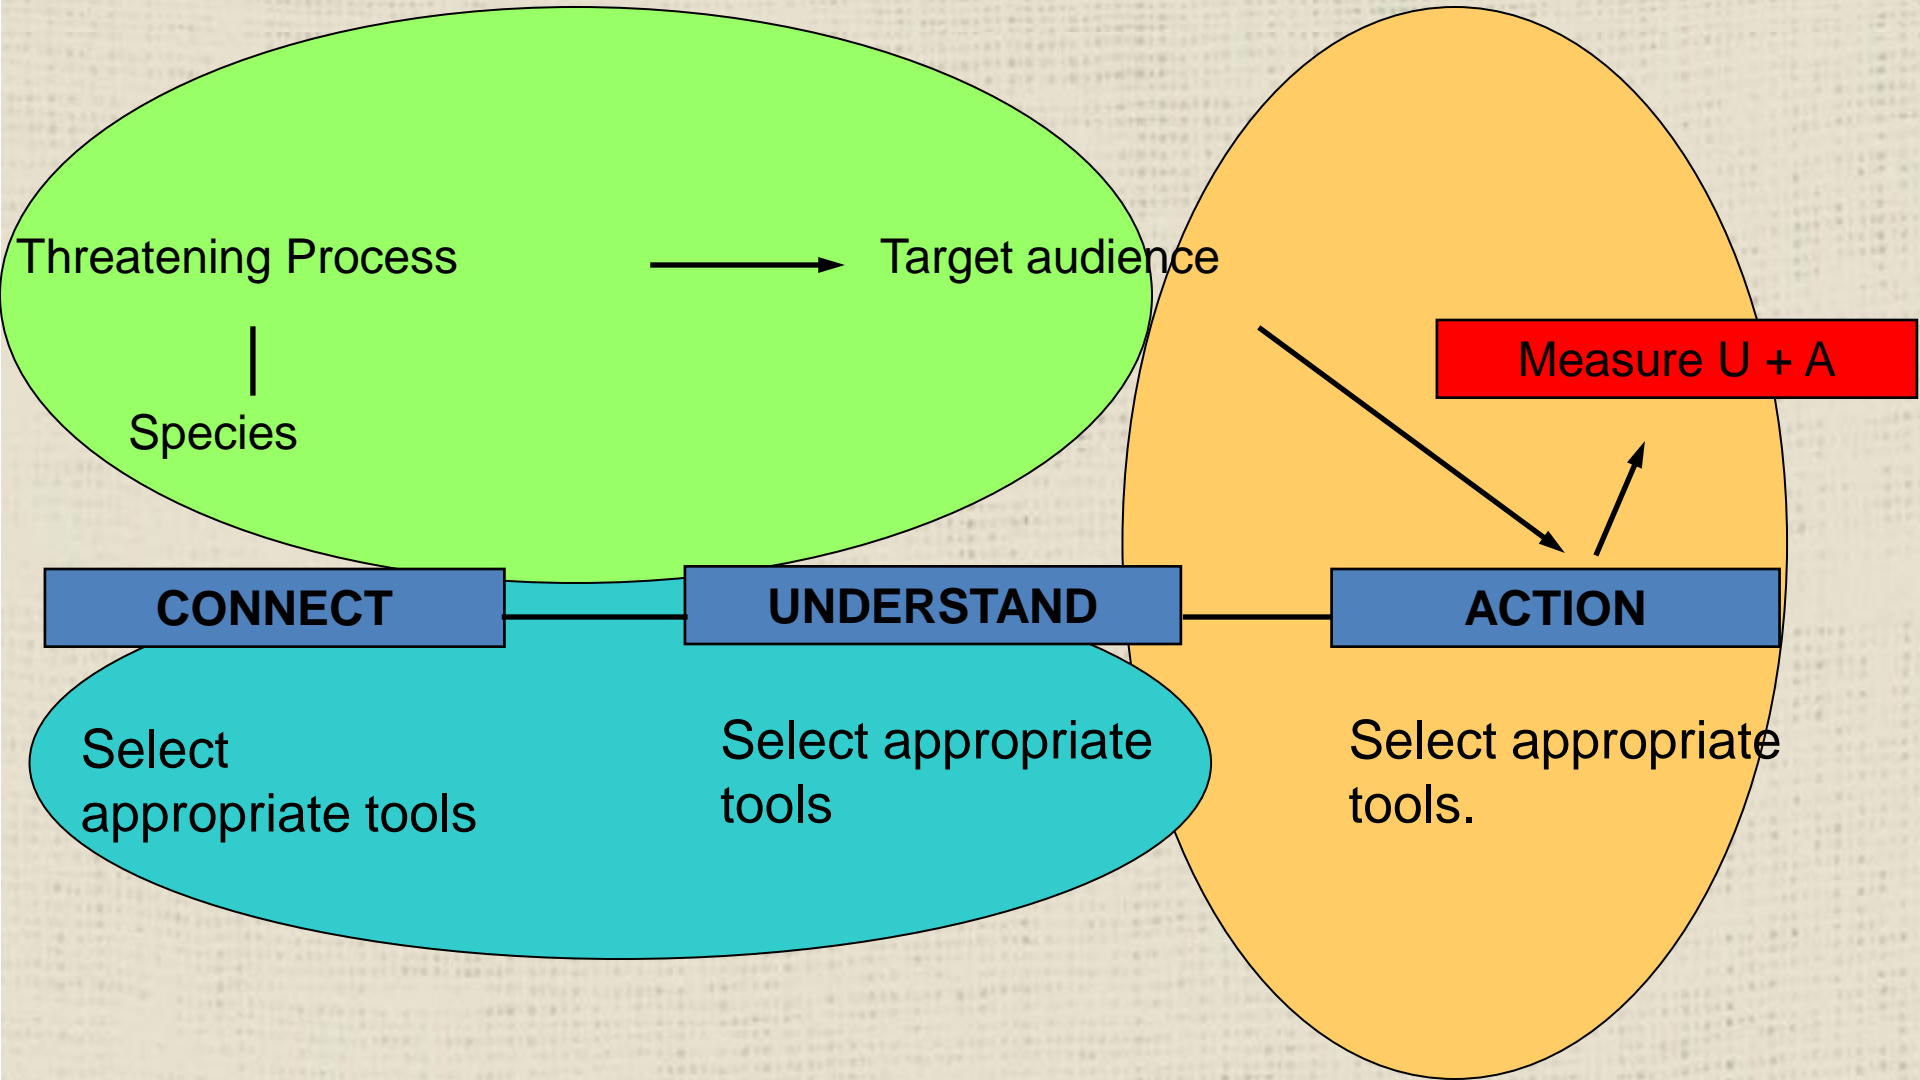 Threatening Process
Target audience
Measure U + A
Species
CONNECT
UNDERSTAND
ACTION
Select
appropriate tools
Select appropriate
tools
Select appropriate
tools.